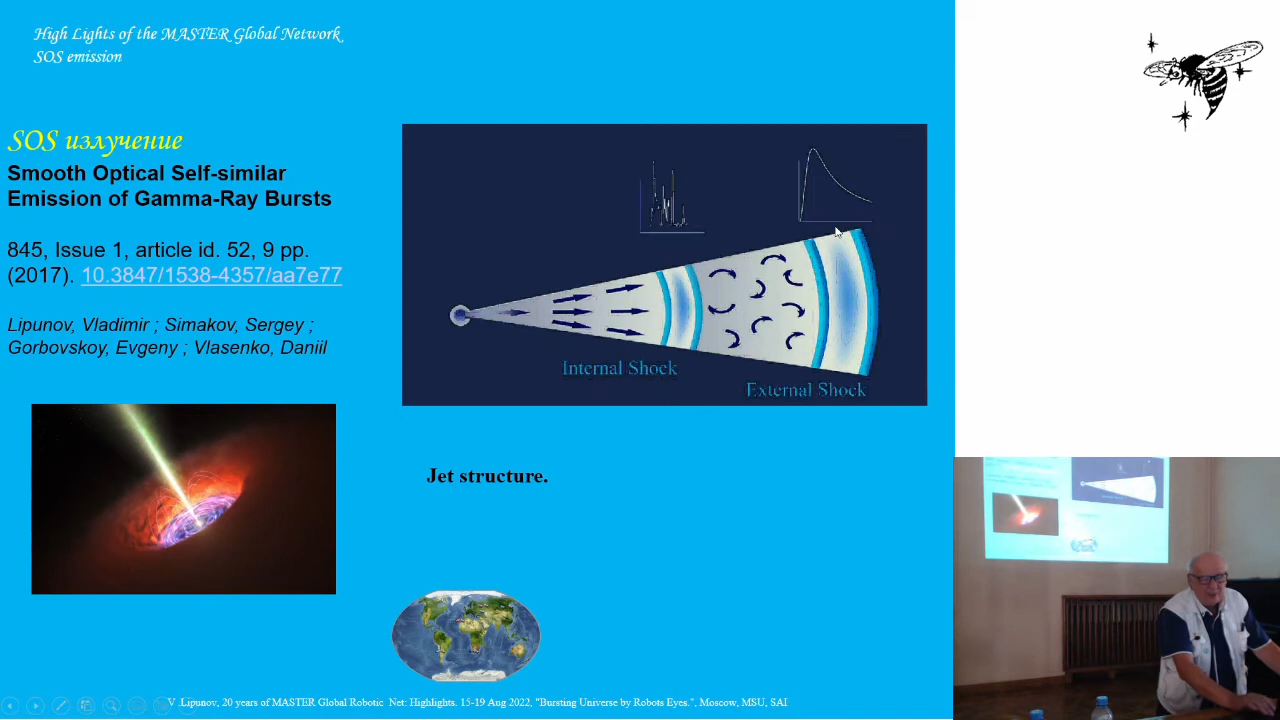 High Lights of the MASTER Global Network
SOS emission
SOS излучение
Smooth Optical Self-similar
Emission of Gamma-Ray Bursts
845, Issue 1, article id. 52, 9 pp.
(2017). 10.3847/1538-4357/aa7e77
Lipunov, Vladimir ; Simakov, Sergey ;
Gorbovskoy, Evgeny ; Vlasenko, Daniil
Internal Shock
External Shock
Jet structure.
V .Lipunov, 20 years of MASTER Global Robotic Net: Highlights. 15-19 Aug 2022, "Bursting Universe by Robots Eyes.", Moscow, MSU, SAI